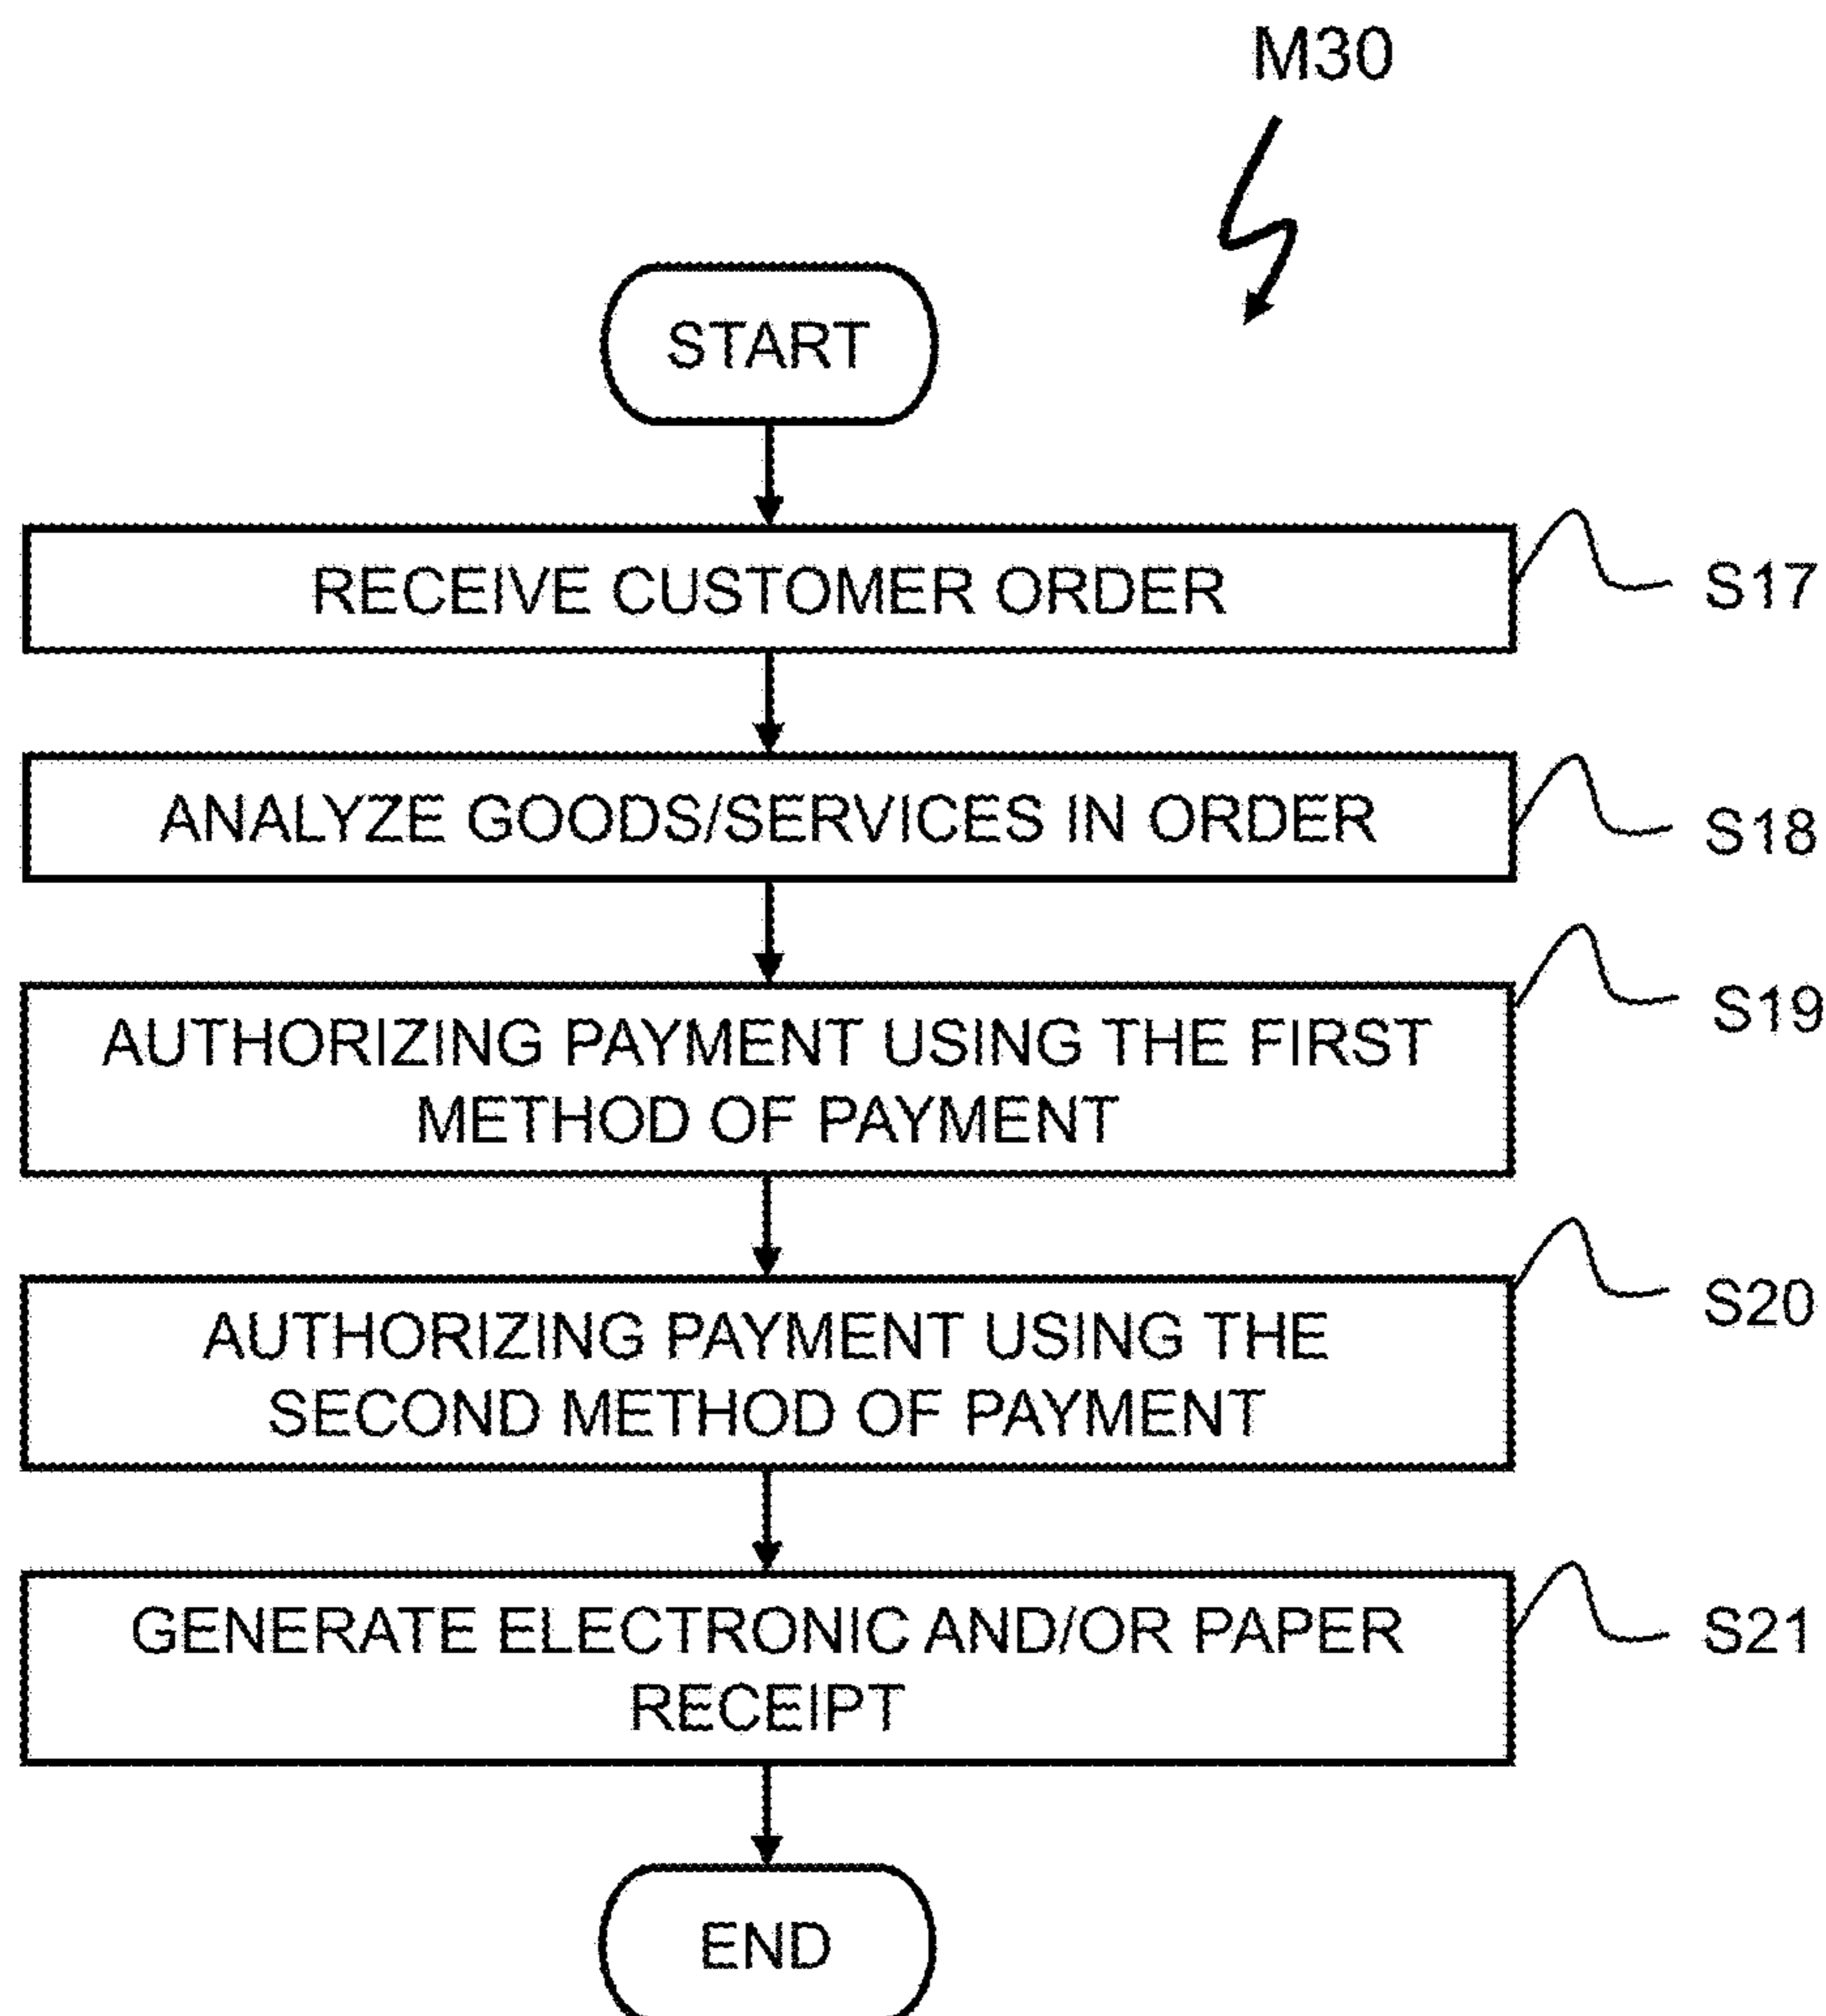 M30
START
RECEIVE CUSTOMER ORDER
S17
ANALYZE GOODS/SERVICES IN ORDER
S18
AUTHORIZING PAYMENT USING THE FIRST
METHOD OF PAYMENT
S19
AUTHORIZING PAYMENT USING THE
SECOND METHOD OF PAYMENT
S20
GENERATE ELECTRONIC AND/OR PAPER
RECEIPT
S21
END